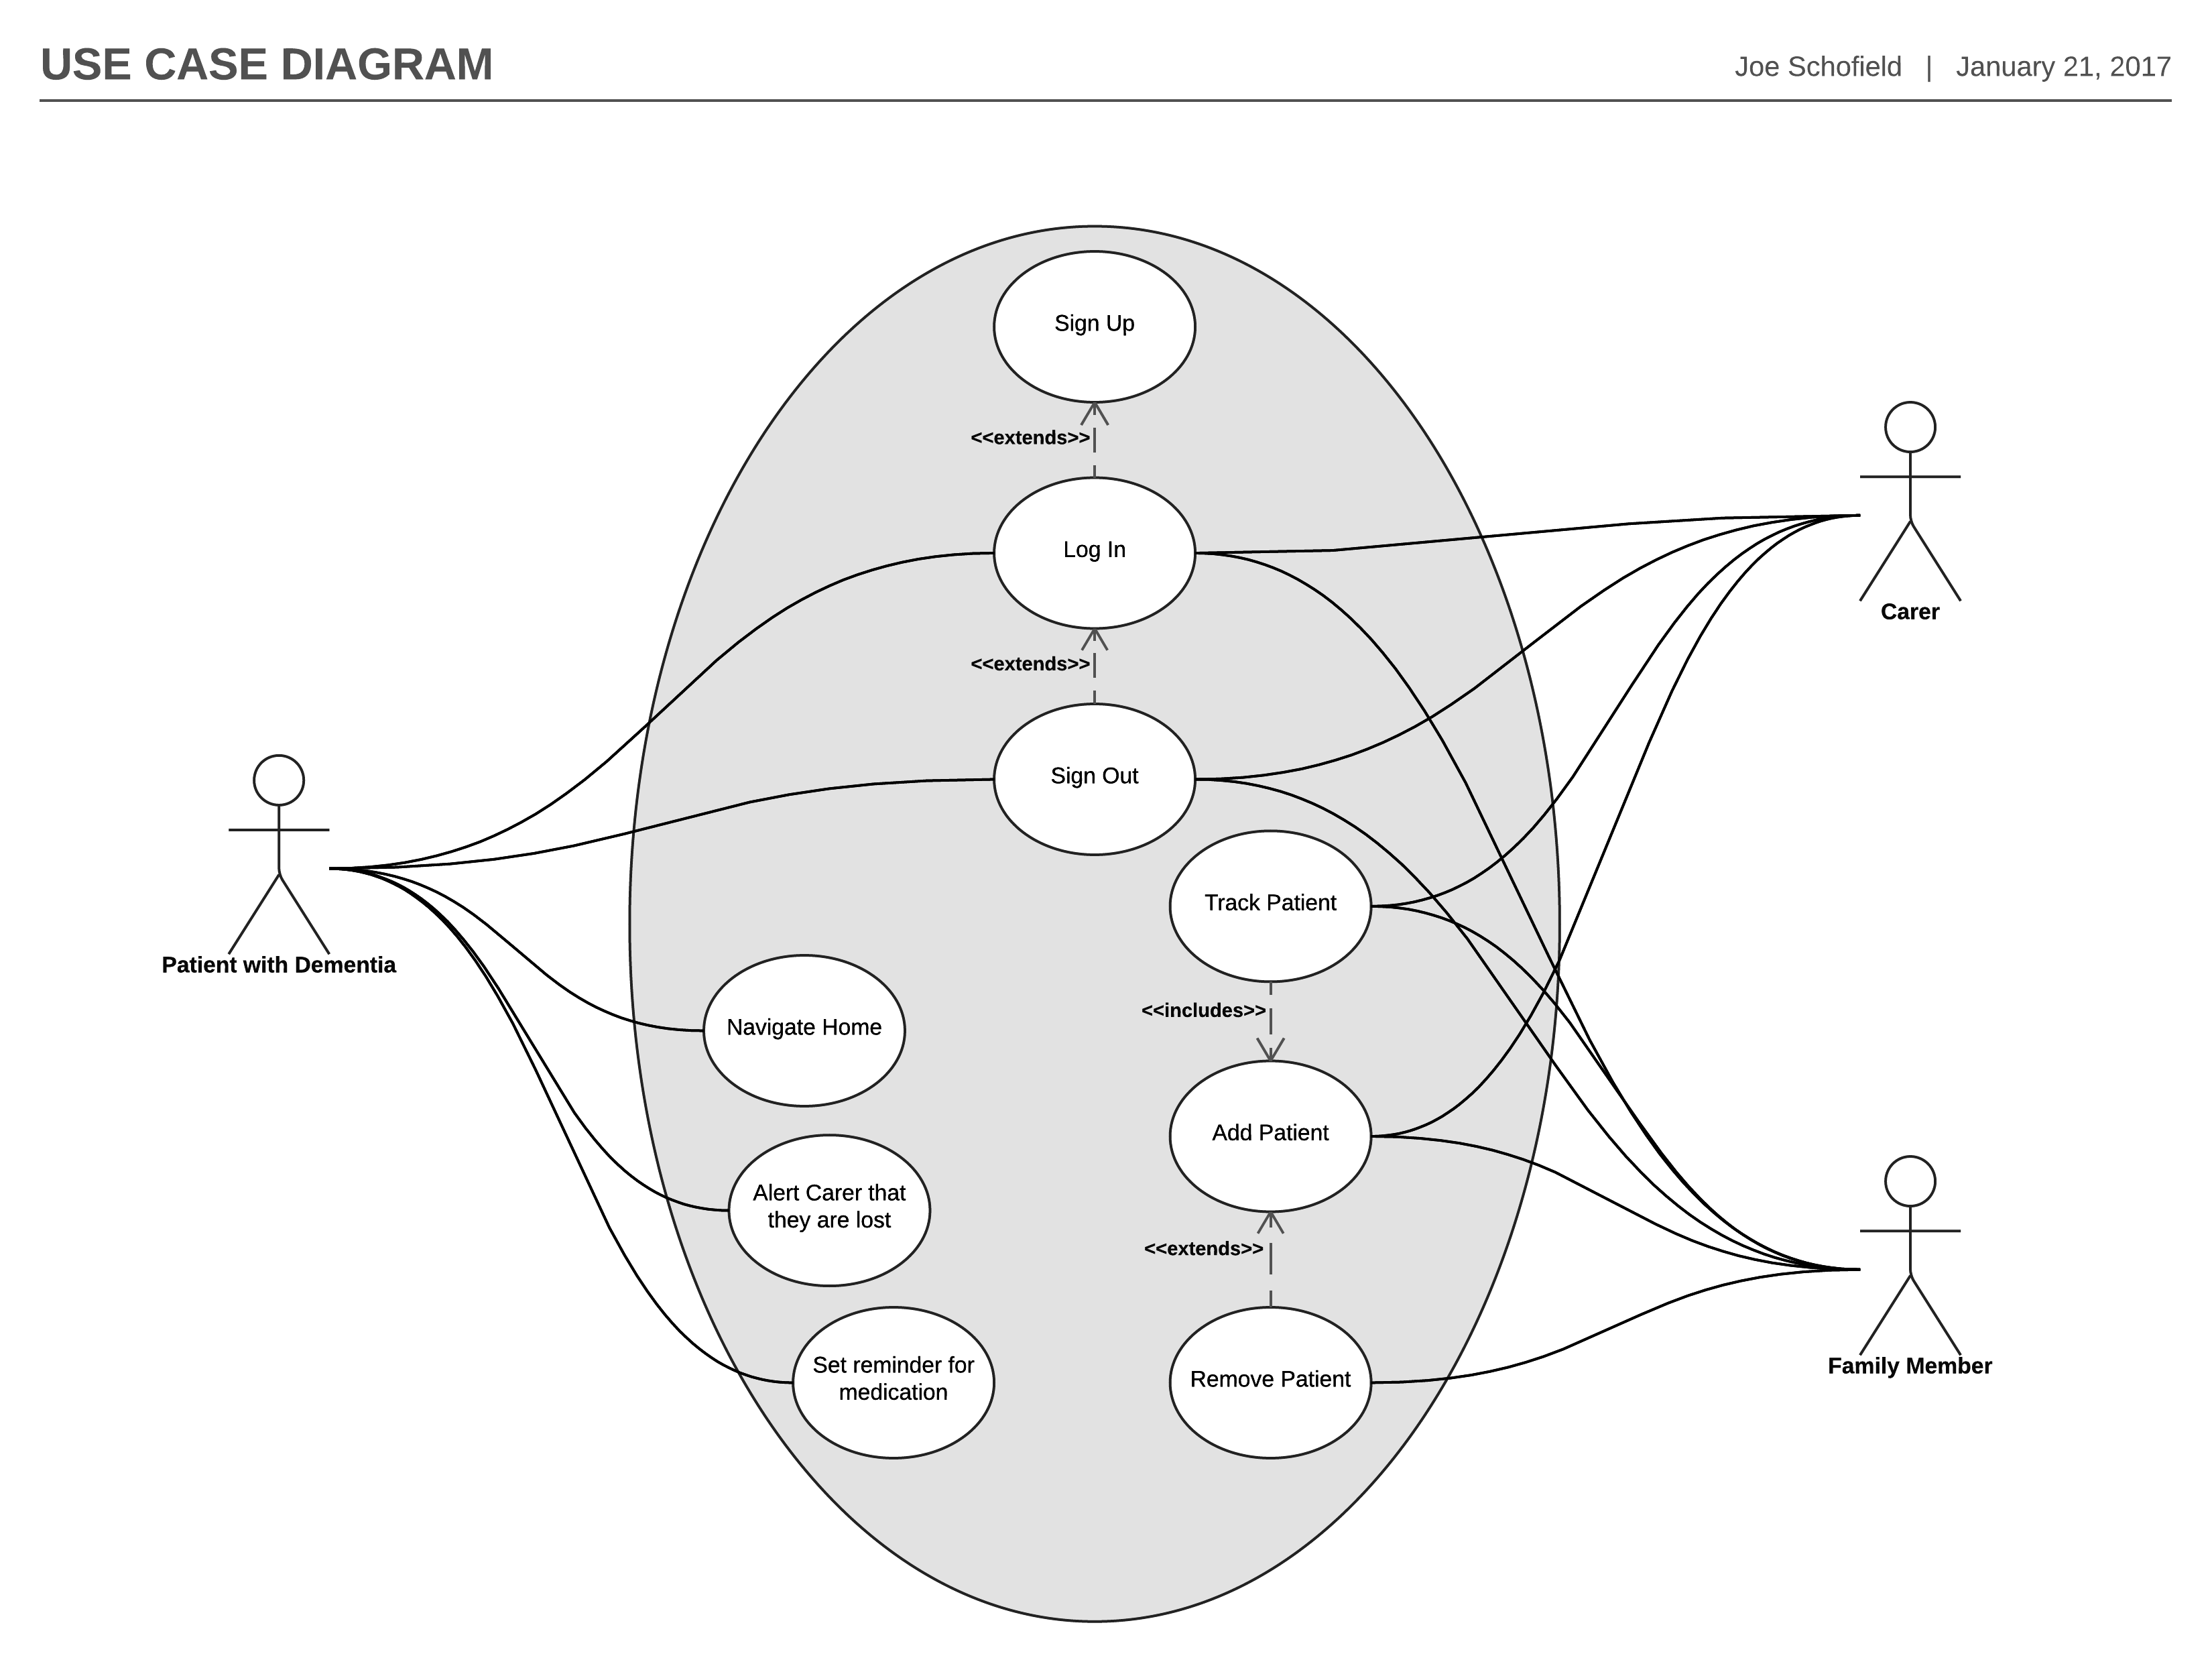 USE CASE DIAGRAM
Joe Schofield | January 21, 2017
Sign Up
<<extends>>
Log In
Carer
<<extends>>
Sign Out
Track Patient
Patient with Dementia
<<includes>>
Navigate Home
Add Patient
Alert Carer that
they are lost
<<extends>>
Set reminder for
medication
Remove Patient
Family Member